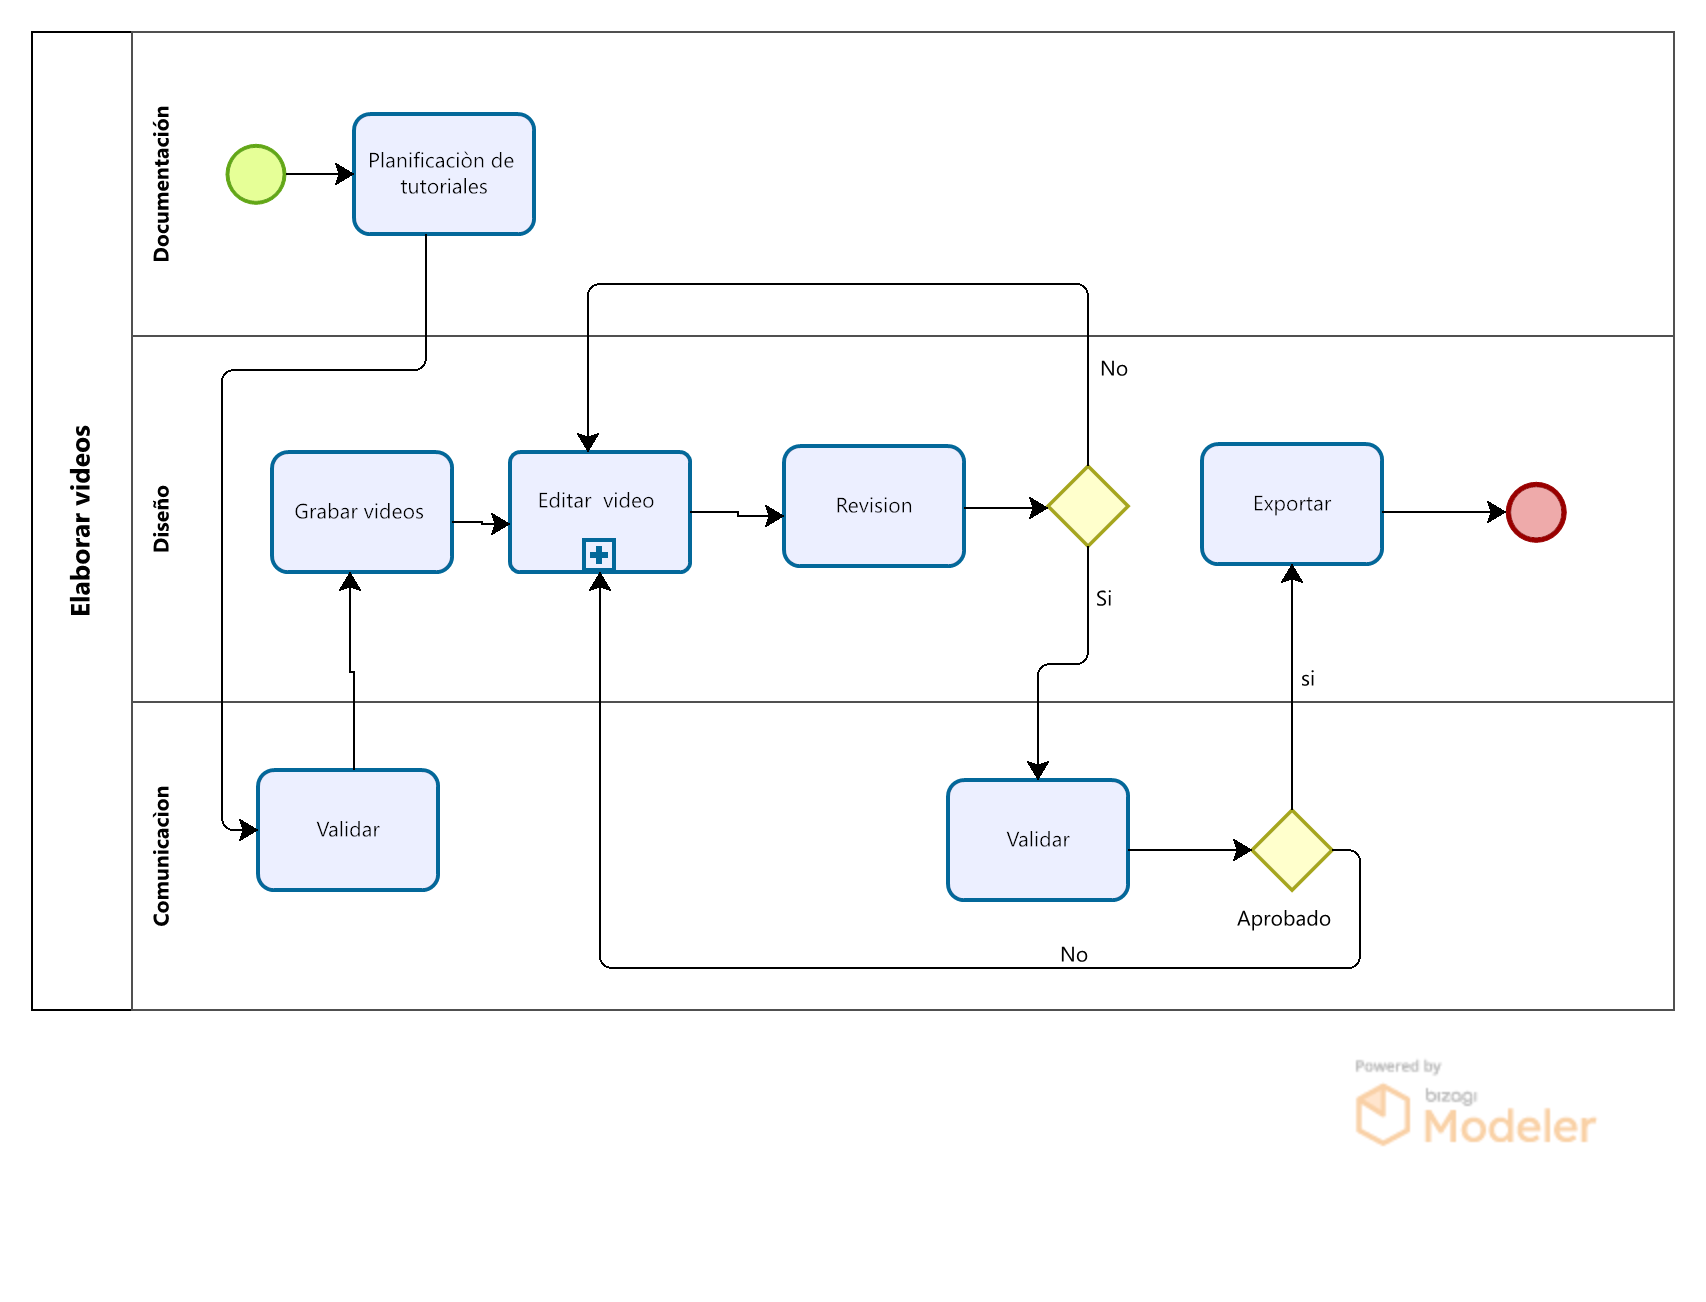 Elaborar videos
Documentación
Planificaciòn de
tutoriales
No
Diseño
Grabar videos
Editar  video
Revision
Exportar
Si
si
Comunicaciòn
Validar
Validar
Aprobado
No
Powered by
bizagi
Modeler